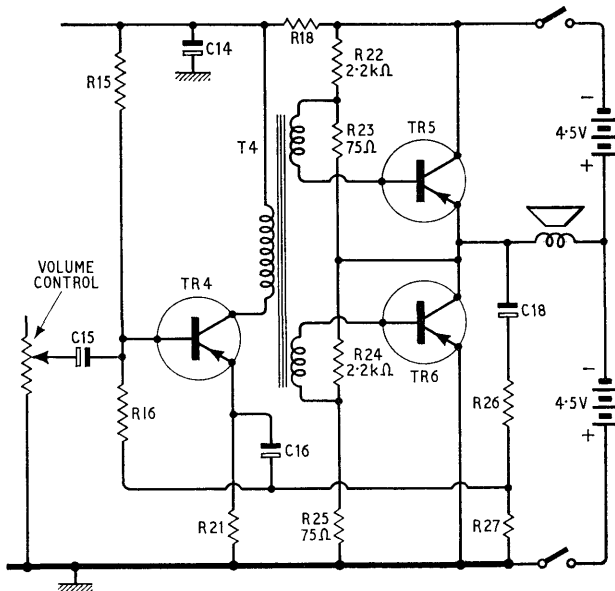 R18
C14
R15
R22
2·2kΩ
−
4·5V
+
T4
R23
75Ω
TR5
VOLUME
CONTROL
C15
TR4
C18
R24
2·2kΩ
TR6
−
4·5V
+
R16
C16
R26
R21
R25
75Ω
R27